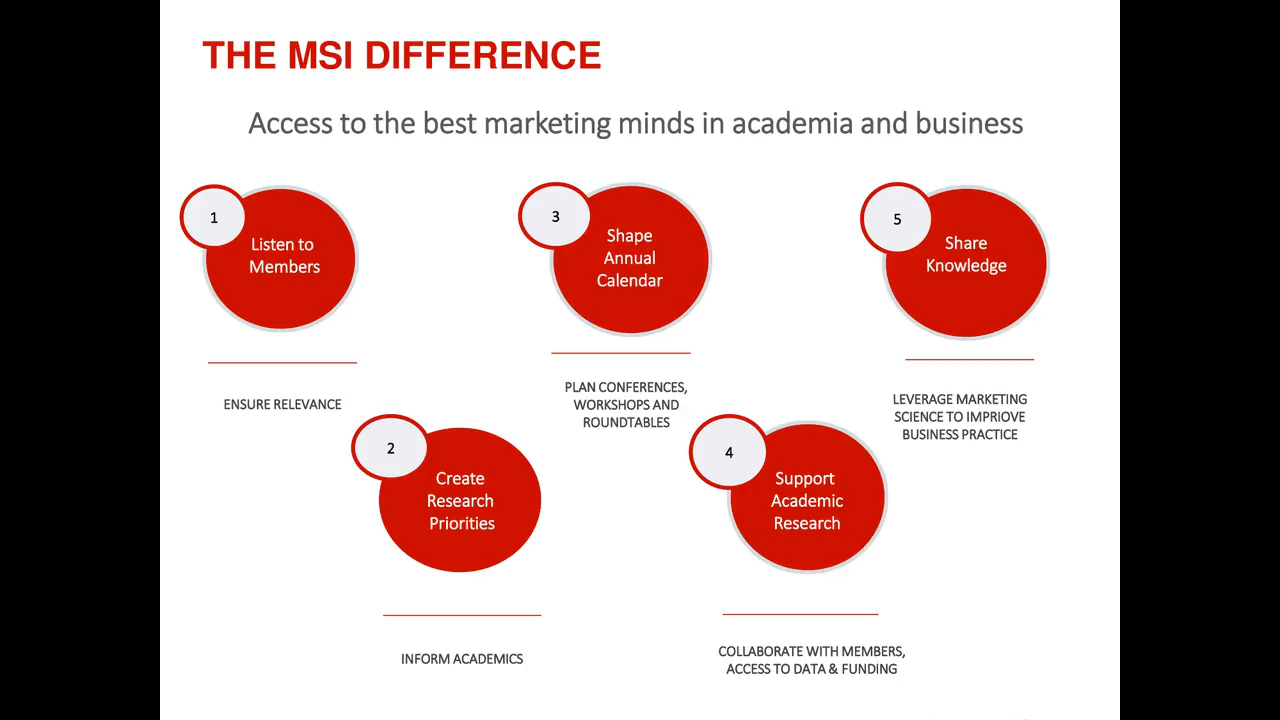 THE MSI DIFFERENCE
Access to the best marketing minds in academia and business
1
Listen to
Members
ENSURE RELEVANCE
2
Create
Research
Priorities
INFORM ACADEMICS
3
Shape
Annual
Calendar
PLAN CONFERENCES,
WORKSHOPS AND
ROUNDTABLES
4
Support
Academic
Research
COLLABORATE WITH MEMBERS,
ACCESS TO DATA & FUNDING
5
Share
Knowledge
LEVERAGE MARKETING
SCIENCE TO IMPROVE
BUSINESS PRACTICE